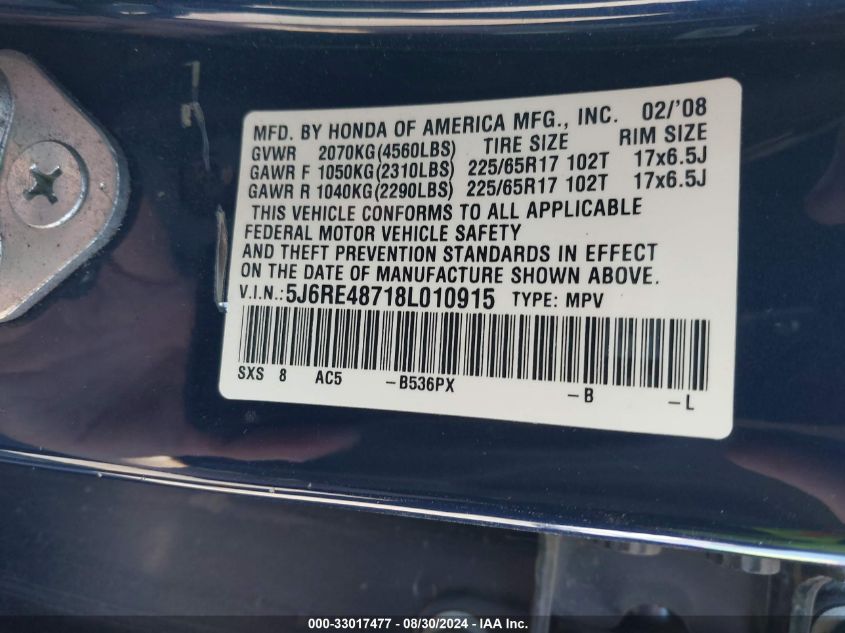 MFD. BY HONDA OF AMERICA MFG., INC. 02/'08
GVWR 2070KG(4560LBS) TIRE SIZE RIM SIZE
GAWR F 1050KG(2310LBS) 225/65R17 102T 17x6.5J
GAWR R 1040KG(2290LBS) 225/65R17 102T 17x6.5J
THIS VEHICLE CONFORMS TO ALL APPLICABLE
FEDERAL MOTOR VEHICLE SAFETY
AND THEFT PREVENTION STANDARDS IN EFFECT
ON THE DATE OF MANUFACTURE SHOWN ABOVE.
V.I.N.:5J6RE48718L010915 TYPE: MPV
SXS 8 AC5 -B536PX -B -L
000-33017477 - 08/30/2024 - IAA Inc.